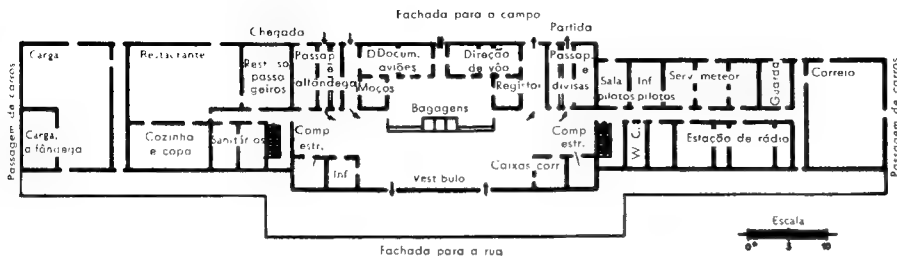 Fachada para o campo
Chegada
Partida
Carga
Restaurante
Rest. só
passa
geiros
Passap.
e
alfândega
D Docum.
aviões
Moços
Direção
de vôo
Registor
Passap.
e
divisas
Bagagens
Sala
pilotos
Inf
pilotos
Serv. meteor
Guarda
Correio
Passagem de carros
Passagem de carros
Carga,
alfândega
Cozinha
e copa
Sanitários
Comp
estr.
Inf
Vestíbulo
Caixas corr
Comp
estr.
W. C.
Estação de rádio
Fachada para a rua
Escala
0
5
10